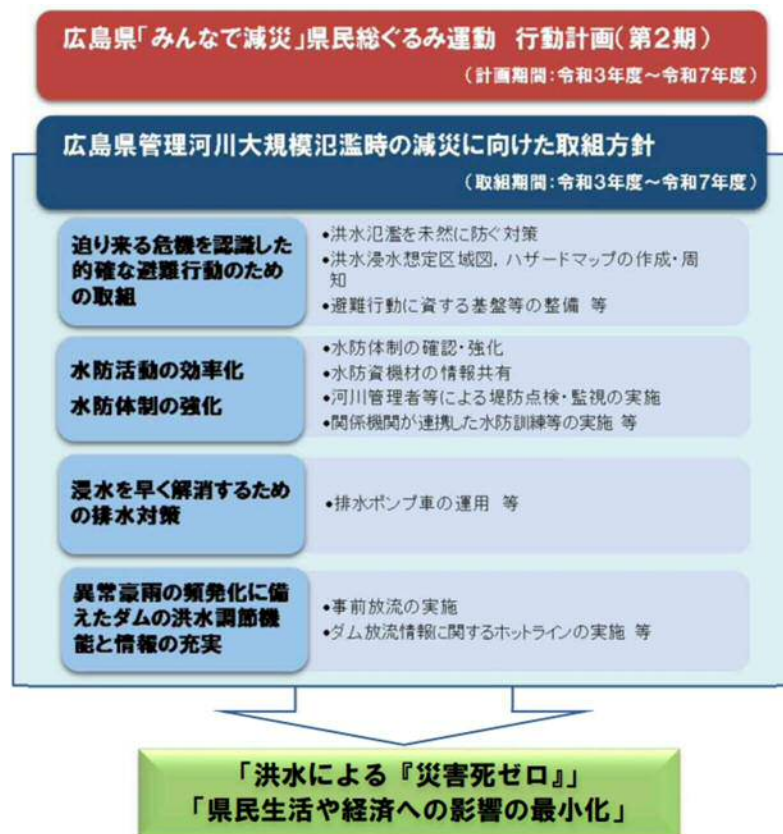 広島県「みんなで減災」県民総ぐるみ運動 行動計画(第2期)
(計画期間:令和3年度～令和7年度)
広島県管理河川大規模氾濫時の減災に向けた取組方針
(取組期間:令和3年度～令和7年度)
迫り来る危機を認識した
的確な避難行動のため
の取組
•洪水氾濫を未然に防ぐ対策
•洪水浸水想定区域図，ハザードマップの作成・周
知
•避難行動に資する基盤等の整備 等
水防活動の効率化
水防体制の強化
•水防体制の確認・強化
•水防資機材の情報共有
•河川管理者等による堤防点検・監視の実施
•関係機関が連携した水防訓練等の実施 等
浸水を早く解消するため
の排水対策
•排水ポンプ車の運用 等
異常豪雨の頻発化に備
えたダムの洪水調節機
能と情報の充実
•事前放流の実施
•ダム放流情報に関するホットラインの実施 等
「洪水による『災害死ゼロ』」
「県民生活や経済への影響の最小化」